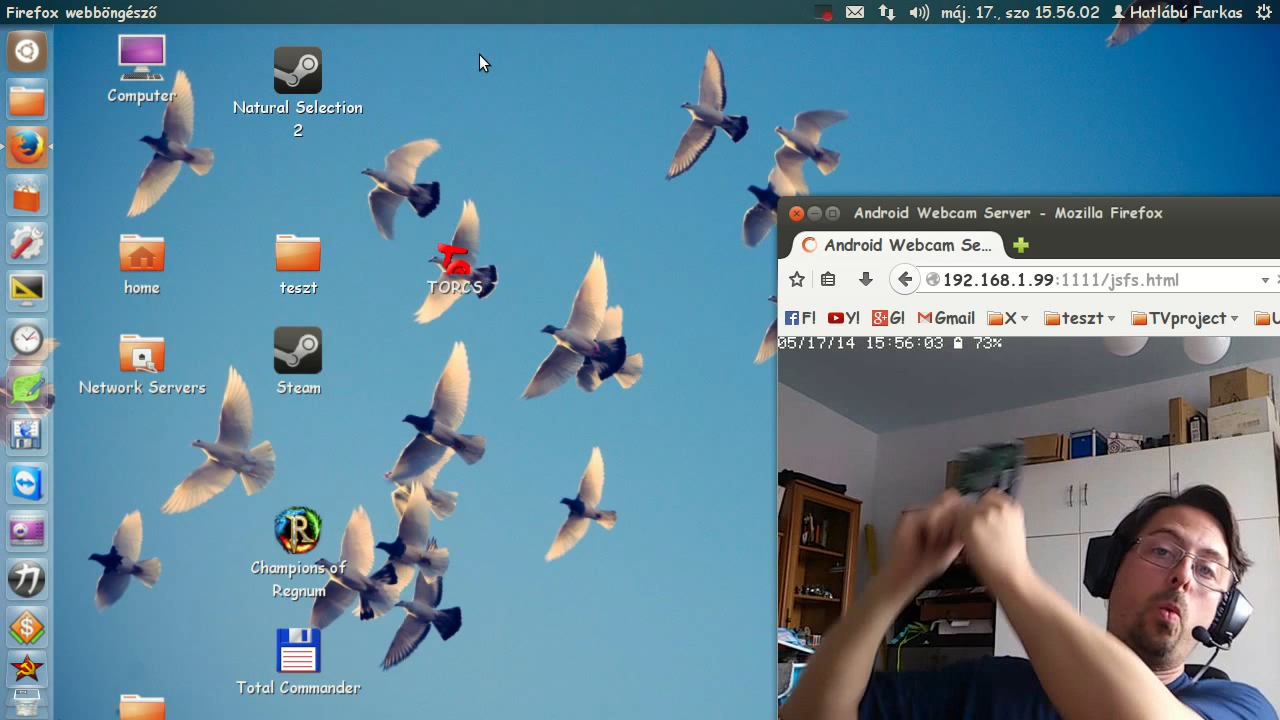 Firefox webböngésző
máj. 17., szo 15.56.02
Hatlábú Farkas
Computer
Natural Selection
2
home
teszt
TORCS
Network Servers
Steam
Champions of
Regnum
Total Commander
Android Webcam Server - Mozilla Firefox
Android Webcam Se...
192.168.1.99:1111/jsfs.html
F!
Y!
G!
Gmail
X
teszt
TVproject
05/17/14 15:56:03 73%